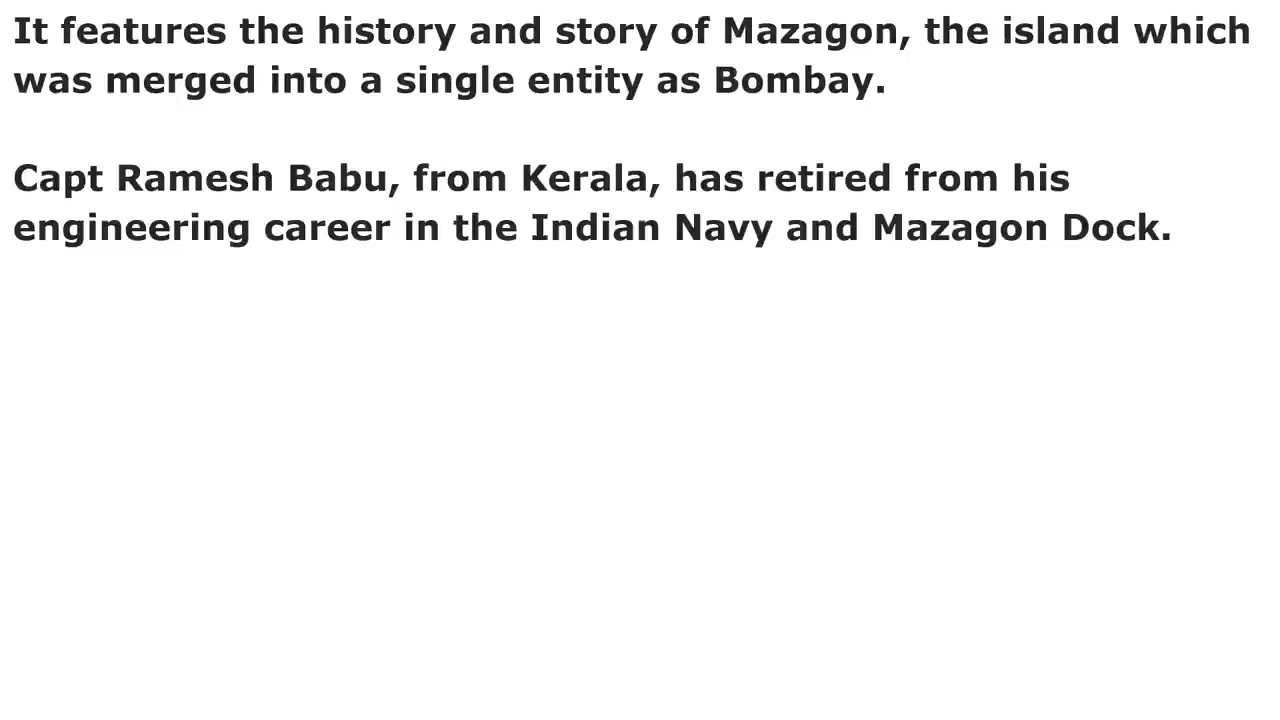 It features the history and story of Mazagon, the island which
was merged into a single entity as Bombay.
Capt Ramesh Babu, from Kerala, has retired from his
engineering career in the Indian Navy and Mazagon Dock.